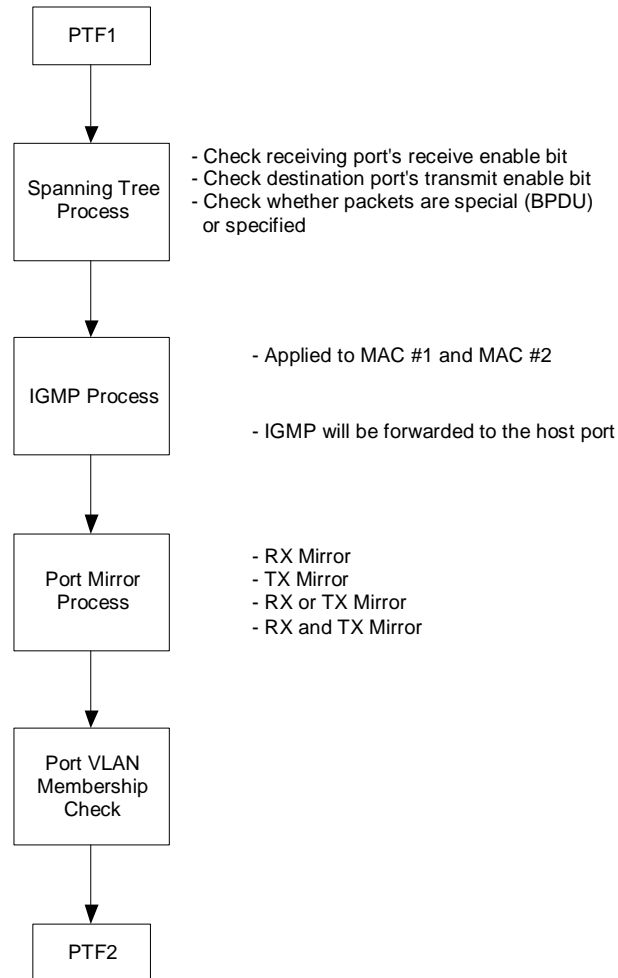 PTF1
Spanning Tree
Process
- Check receiving port's receive enable bit
- Check destination port's transmit enable bit
- Check whether packets are special (BPDU)
or specified
IGMP Process
- Applied to MAC #1 and MAC #2
- IGMP will be forwarded to the host port
Port Mirror
Process
- RX Mirror
- TX Mirror
- RX or TX Mirror
- RX and TX Mirror
Port VLAN
Membership
Check
PTF2